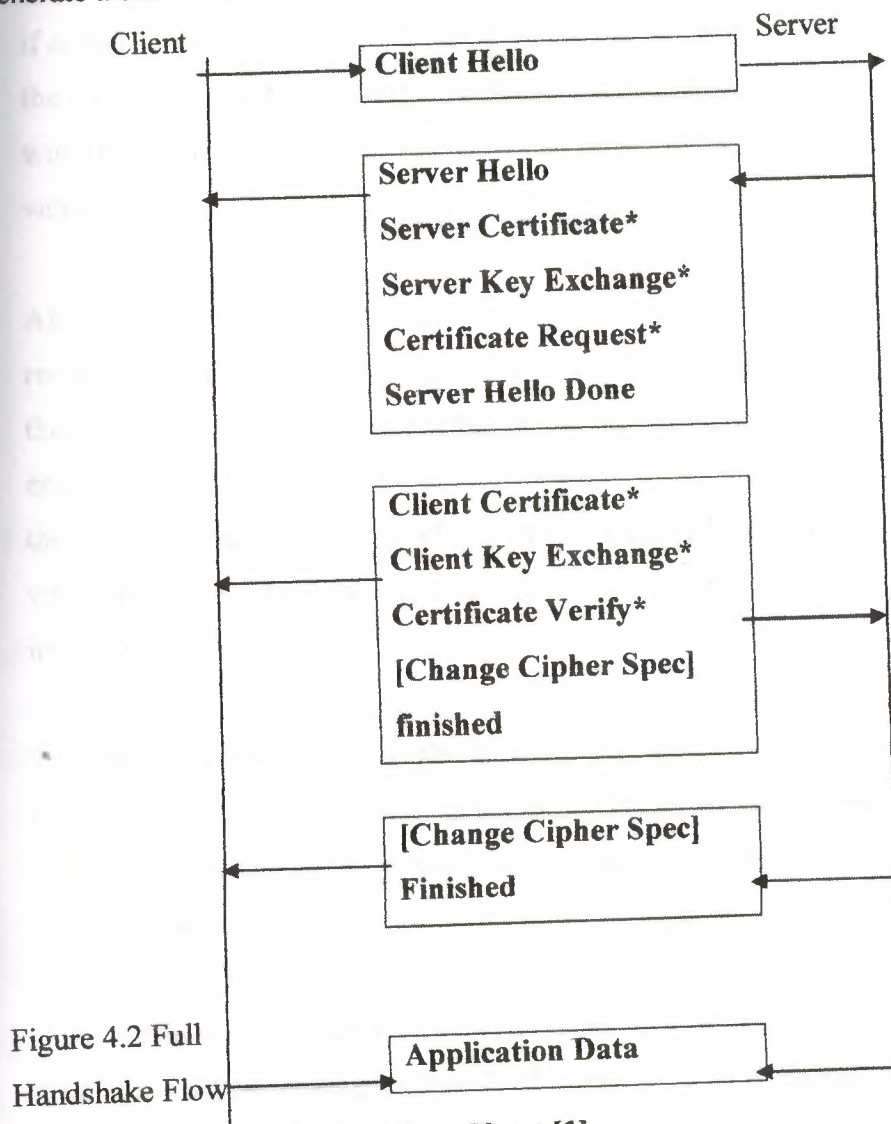 Client
Server
Client Hello
Server Hello
Server Certificate*
Server Key Exchange*
Certificate Request*
Server Hello Done
Client Certificate*
Client Key Exchange*
Certificate Verify*
[Change Cipher Spec]
finished
[Change Cipher Spec]
Finished
Application Data
Figure 4.2 Full
Handshake Flow